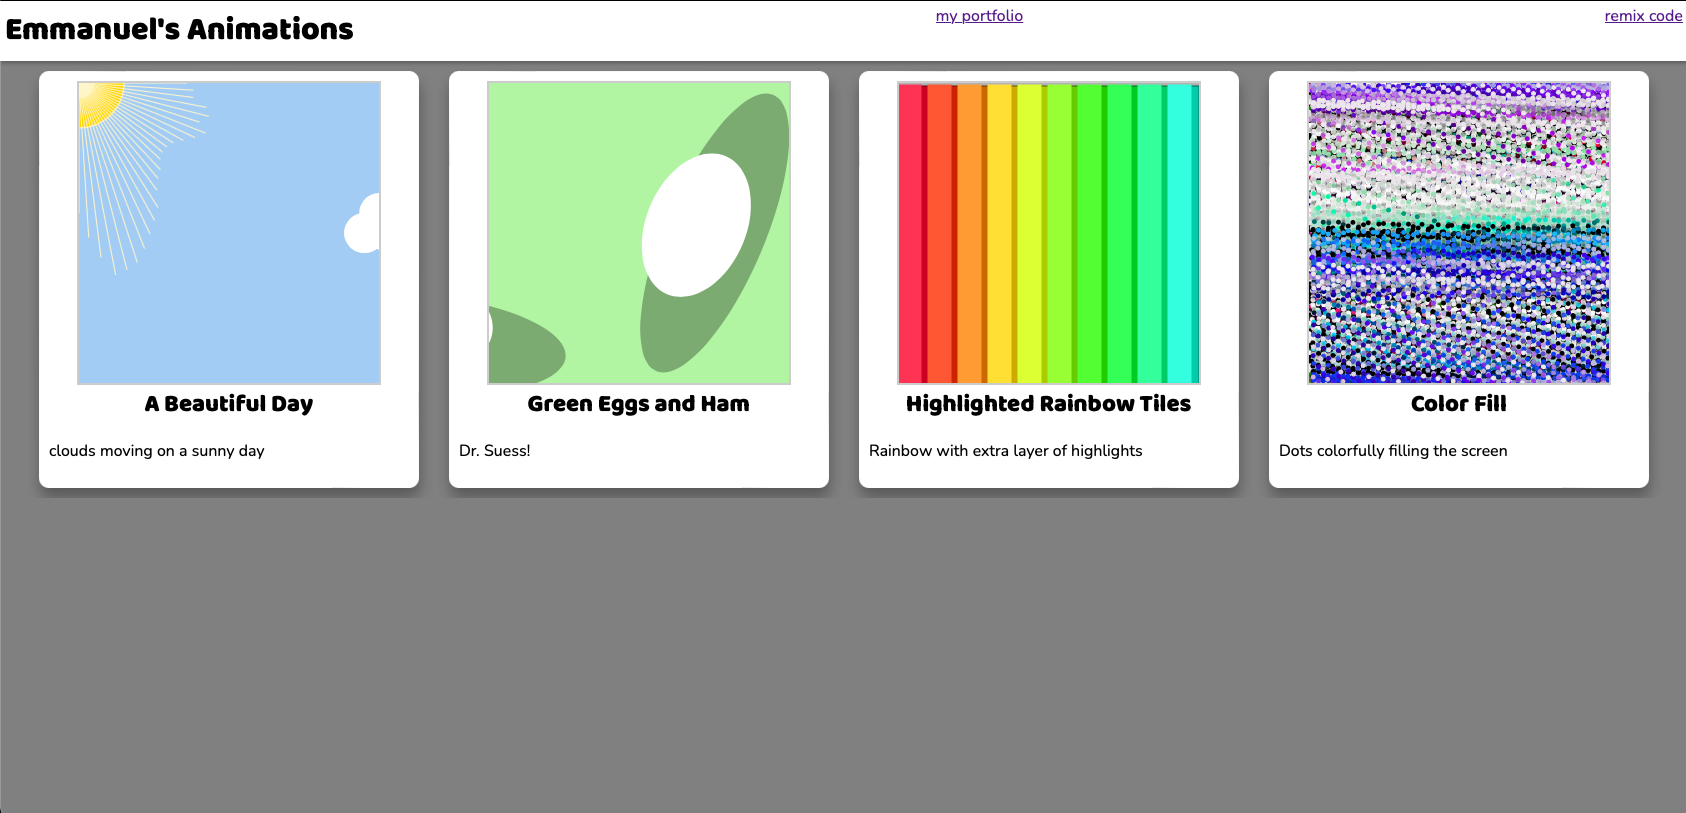 Emmanuel's Animations
my portfolio
remix code
A Beautiful Day
clouds moving on a sunny day
Green Eggs and Ham
Dr. Suess!
Highlighted Rainbow Tiles
Rainbow with extra layer of highlights
Color Fill
Dots colorfully filling the screen